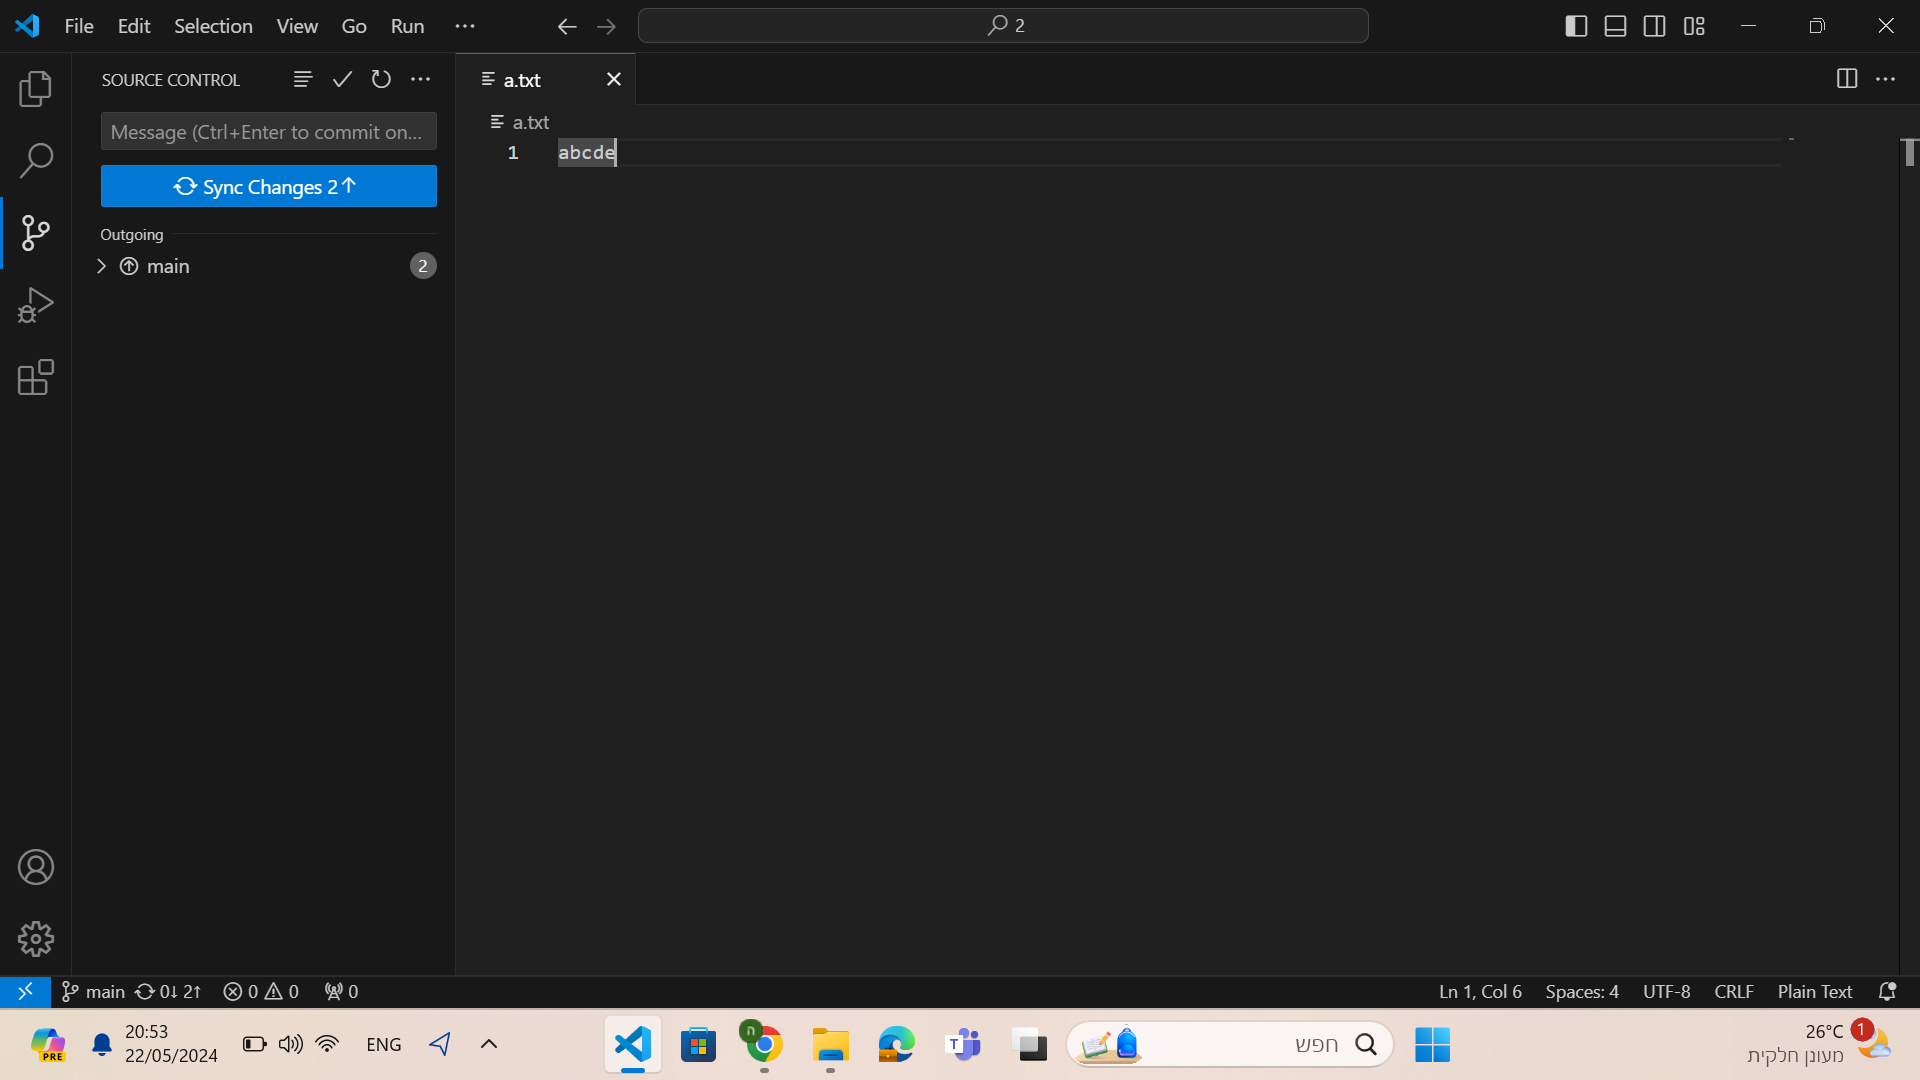 File Edit Selection View Go Run ···
2
SOURCE CONTROL
a.txt
Message (Ctrl+Enter to commit on...
a.txt
1 abcde
Sync Changes 2↑
Outgoing
main 2
main 0↓ 2↑ 0 0 0
Ln 1, Col 6 Spaces: 4 UTF-8 CRLF Plain Text
PRE
20:53
22/05/2024
ENG
ה
T
חפש
26°C
1
מעונן חלקית